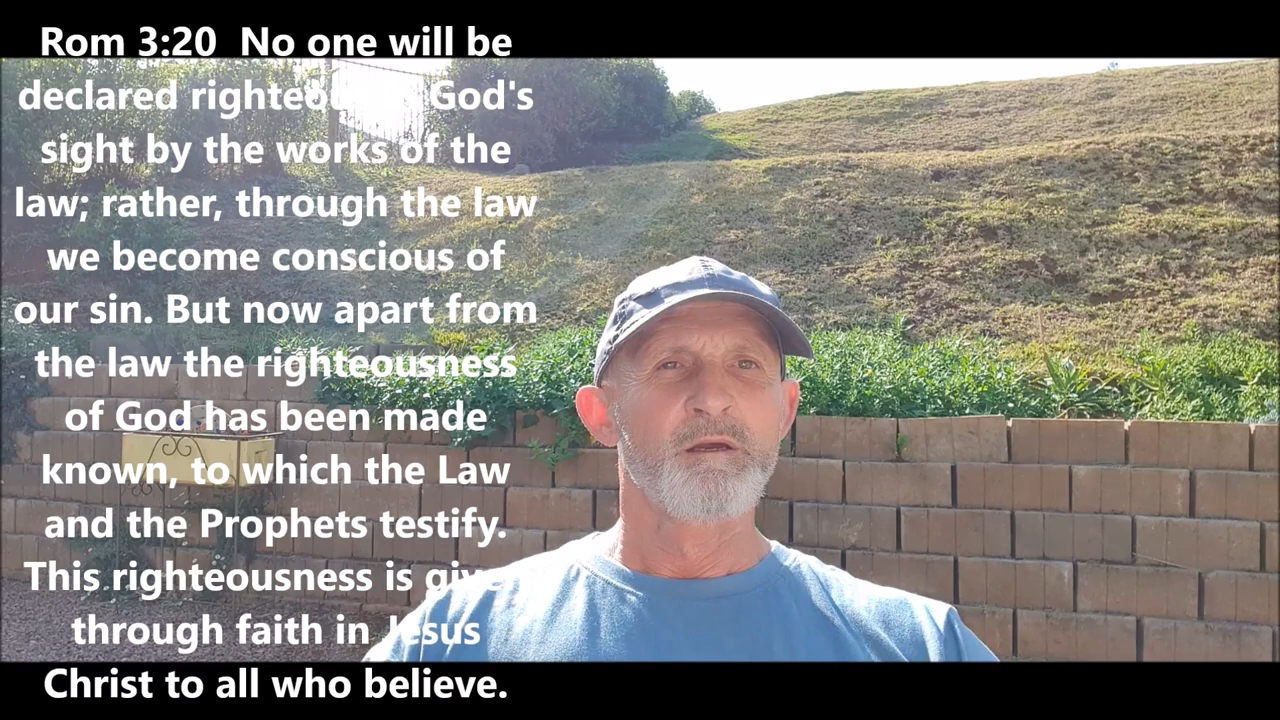 Rom 3:20  No one will be
declared righteous in God's
sight by the works of the
law; rather, through the law
we become conscious of
our sin. But now apart from
the law the righteousness
of God has been made
known, to which the Law
and the Prophets testify.
This righteousness is given
through faith in Jesus
Christ to all who believe.